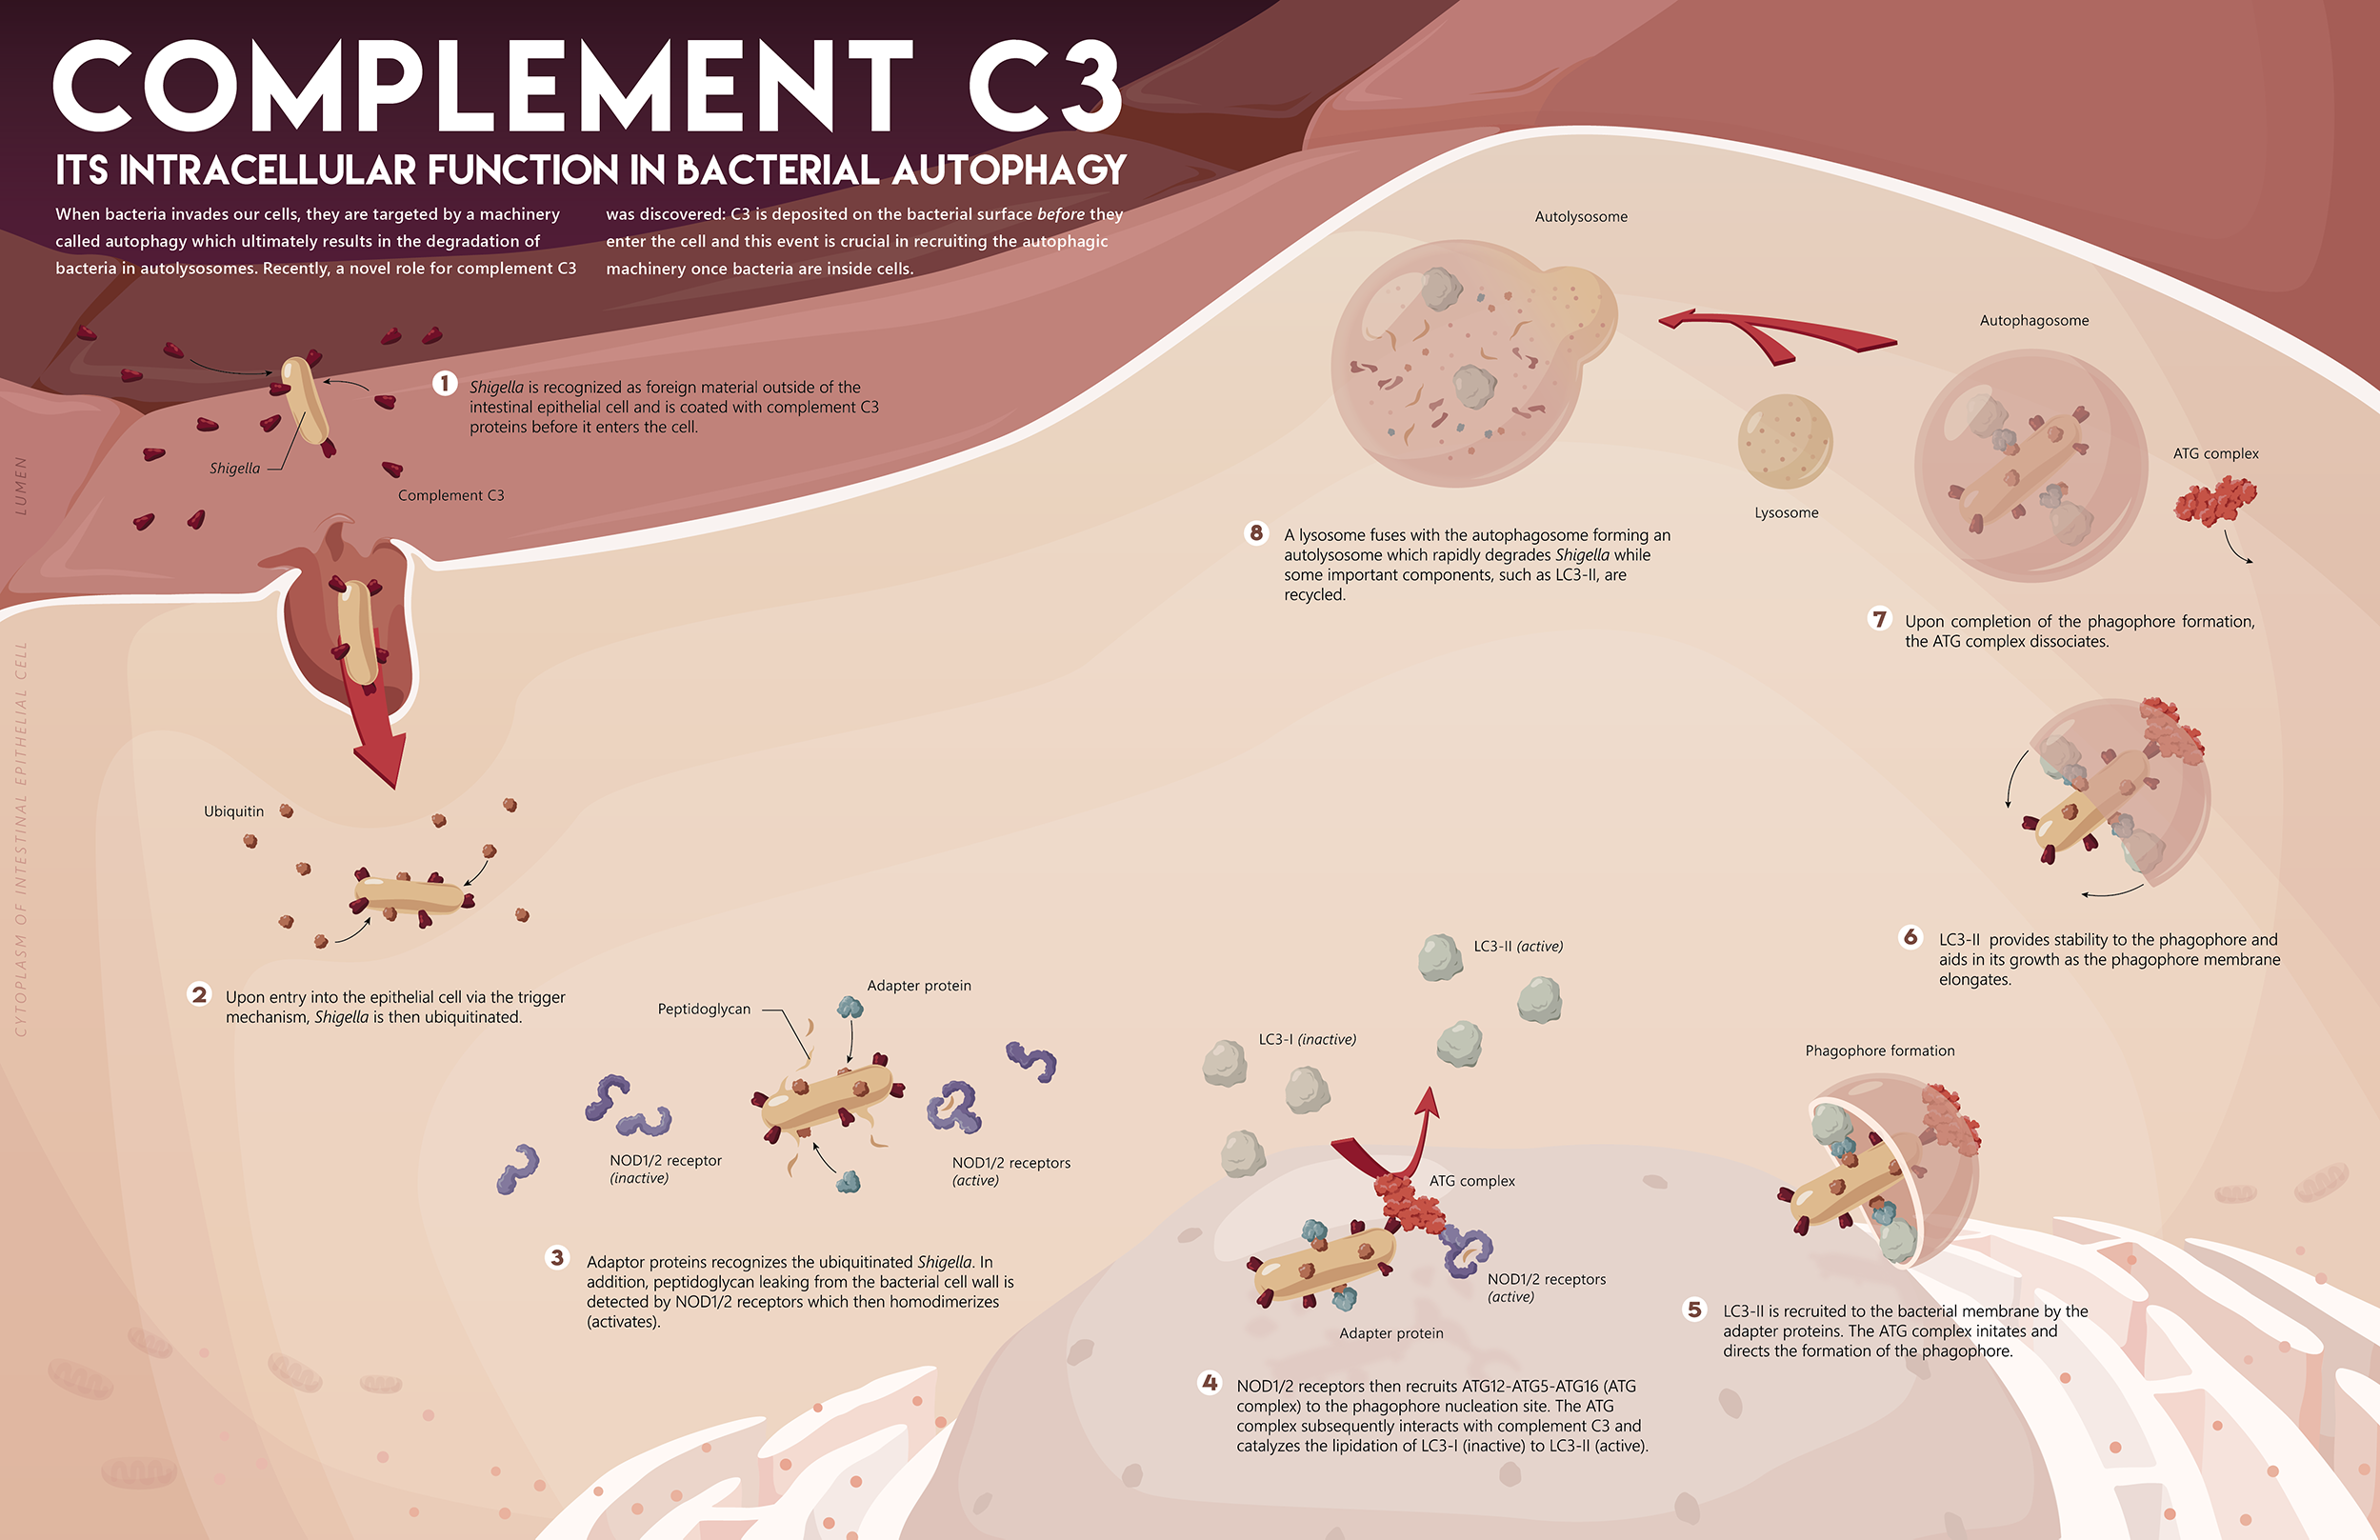 COMPLEMENT C3
ITS INTRACELLULAR FUNCTION IN BACTERIAL AUTOPHAGY
When bacteria invades our cells, they are targeted by a machinery
called autophagy which ultimately results in the degradation of
bacteria in autolysosomes. Recently, a novel role for complement C3
was discovered: C3 is deposited on the bacterial surface before they
enter the cell and this event is crucial in recruiting the autophagic
machinery once bacteria are inside cells.
LUMEN
CYTOPLASM OF INTESTINAL EPITHELIAL CELL
1
Shigella is recognized as foreign material outside of the
intestinal epithelial cell and is coated with complement C3
proteins before it enters the cell.
Shigella
Complement C3
Ubiquitin
2
Upon entry into the epithelial cell via the trigger
mechanism, Shigella is then ubiquitinated.
Peptidoglycan
Adapter protein
NOD1/2 receptor
(inactive)
NOD1/2 receptors
(active)
3
Adaptor proteins recognizes the ubiquitinated Shigella. In
addition, peptidoglycan leaking from the bacterial cell wall is
detected by NOD1/2 receptors which then homodimerizes
(activates).
LC3-II (active)
LC3-I (inactive)
ATG complex
NOD1/2 receptors
(active)
Adapter protein
4
NOD1/2 receptors then recruits ATG12-ATG5-ATG16 (ATG
complex) to the phagophore nucleation site. The ATG
complex subsequently interacts with complement C3 and
catalyzes the lipidation of LC3-I (inactive) to LC3-II (active).
Phagophore formation
5
LC3-II is recruited to the bacterial membrane by the
adapter proteins. The ATG complex initates and
directs the formation of the phagophore.
6
LC3-II provides stability to the phagophore and
aids in its growth as the phagophore membrane
elongates.
Autophagosome
ATG complex
7
Upon completion of the phagophore formation,
the ATG complex dissociates.
Autolysosome
Lysosome
8
A lysosome fuses with the autophagosome forming an
autolysosome which rapidly degrades Shigella while
some important components, such as LC3-II, are
recycled.